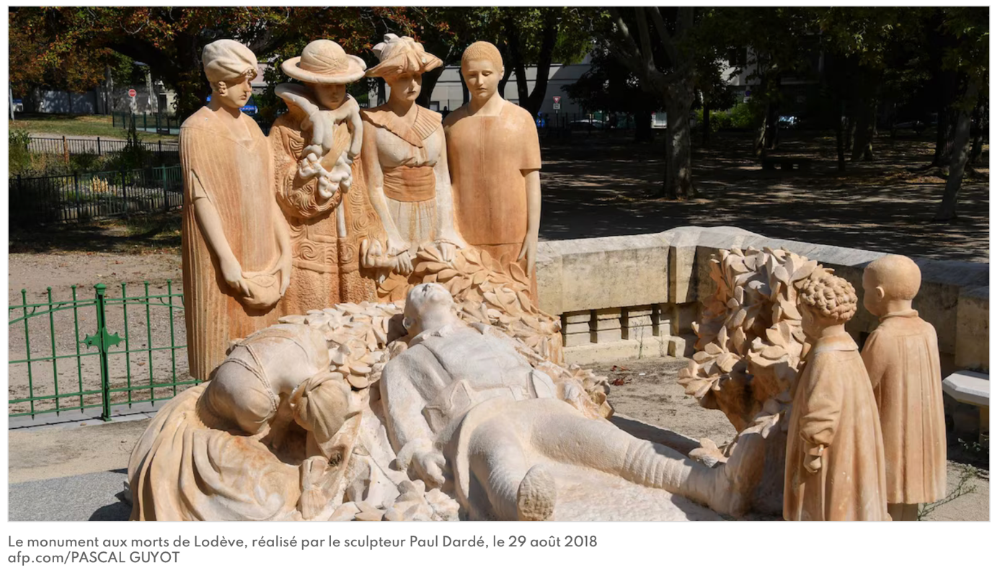 Le monument aux morts de Lodève, réalisé par le sculpteur Paul Dardé, le 29 août 2018
afp.com/PASCAL GUYOT